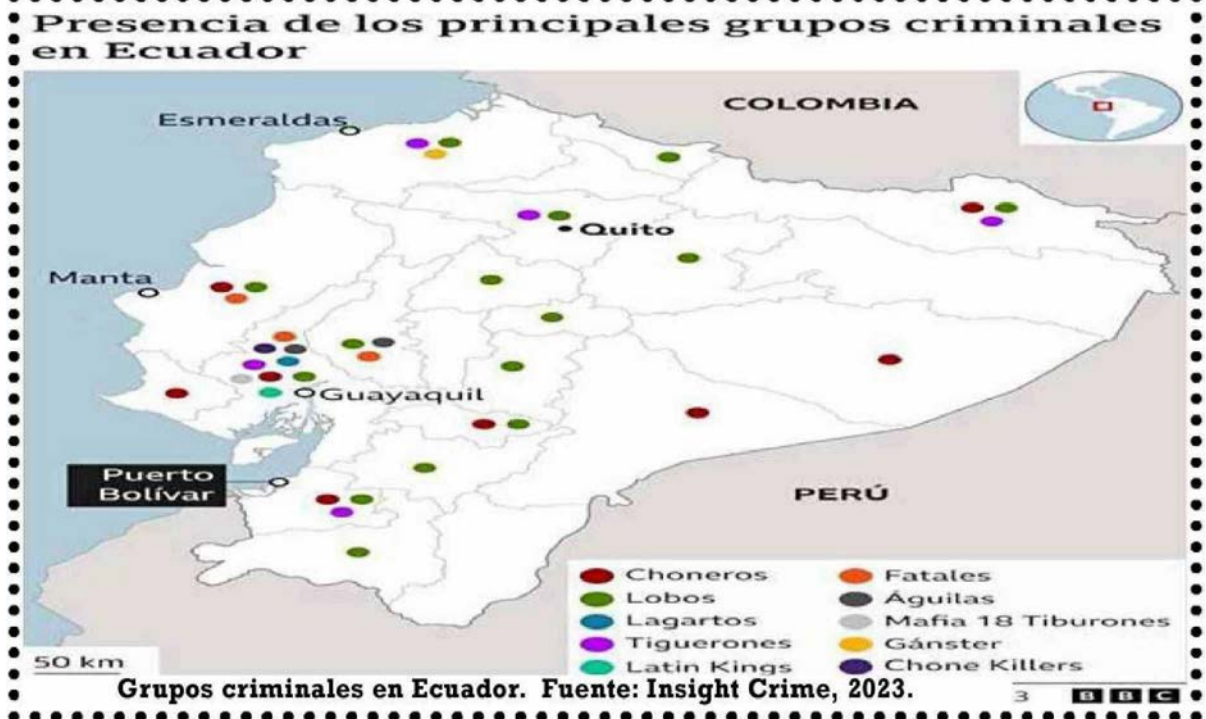 Presencia de los principales grupos criminales
en Ecuador
COLOMBIA
Esmeraldas
Quito
Manta
Guayaquil
Puerto
Bolívar
PERÚ
Choneros
Lobos
Lagartos
Tiguerones
Latin Kings
Fatales
Águilas
Mafia 18 Tiburones
Gánster
Chone Killers
50 km
Grupos criminales en Ecuador. Fuente: Insight Crime, 2023.
3
BBC